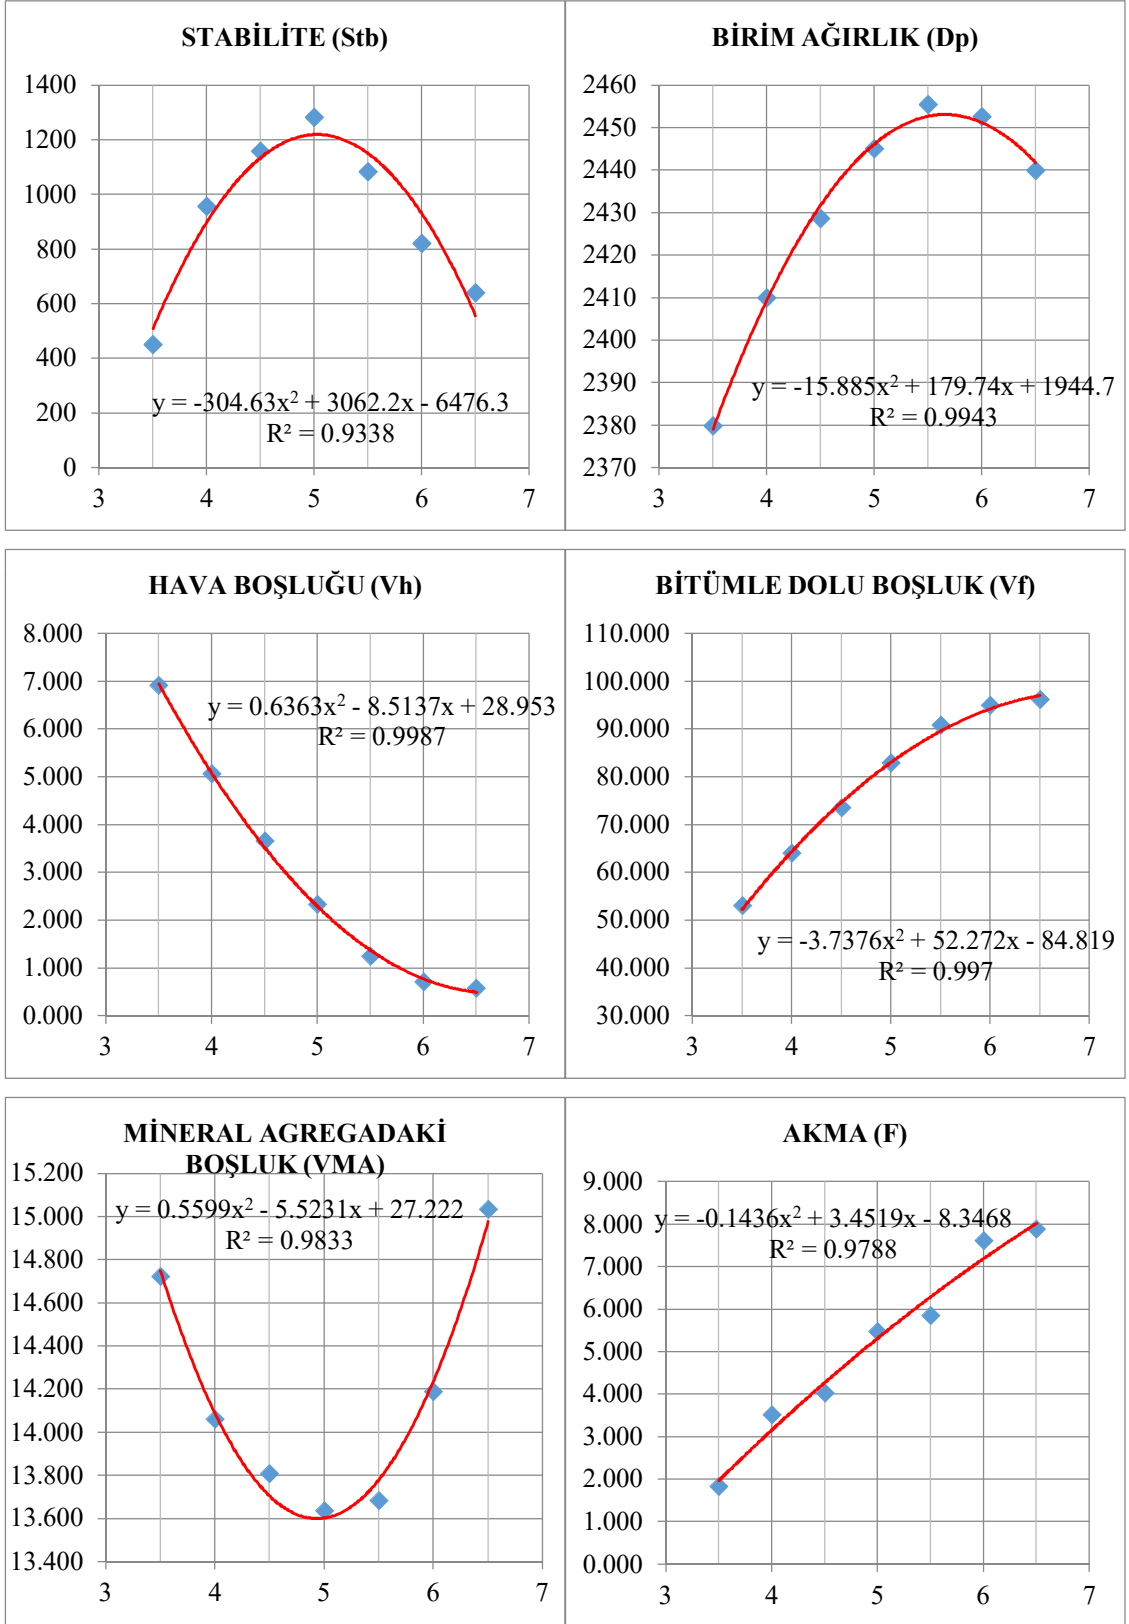 STABİLİTE (Stb)
1400
1200
1000
800
600
400
200
0
y = -304.63x² + 3062.2x - 6476.3
R² = 0.9338
3 4 5 6 7
BİRİM AĞIRLIK (Dp)
2460
2450
2440
2430
2420
2410
2400
2390
2380
2370
y = -15.885x² + 179.74x + 1944.7
R² = 0.9943
3 4 5 6 7
HAVA BOŞLUĞU (Vh)
8.000
7.000
6.000
5.000
4.000
3.000
2.000
1.000
0.000
y = 0.6363x² - 8.5137x + 28.953
R² = 0.9987
3 4 5 6 7
BİTÜMLE DOLU BOŞLUK (Vf)
110.000
100.000
90.000
80.000
70.000
60.000
50.000
40.000
30.000
y = -3.7376x² + 52.272x - 84.819
R² = 0.997
3 4 5 6 7
MİNERAL AGREGADAKİ
BOŞLUK (VMA)
15.200
15.000
14.800
14.600
14.400
14.200
14.000
13.800
13.600
13.400
y = 0.5599x² - 5.5231x + 27.222
R² = 0.9833
3 4 5 6 7
AKMA (F)
9.000
8.000
7.000
6.000
5.000
4.000
3.000
2.000
1.000
0.000
y = -0.1436x² + 3.4519x - 8.3468
R² = 0.9788
3 4 5 6 7